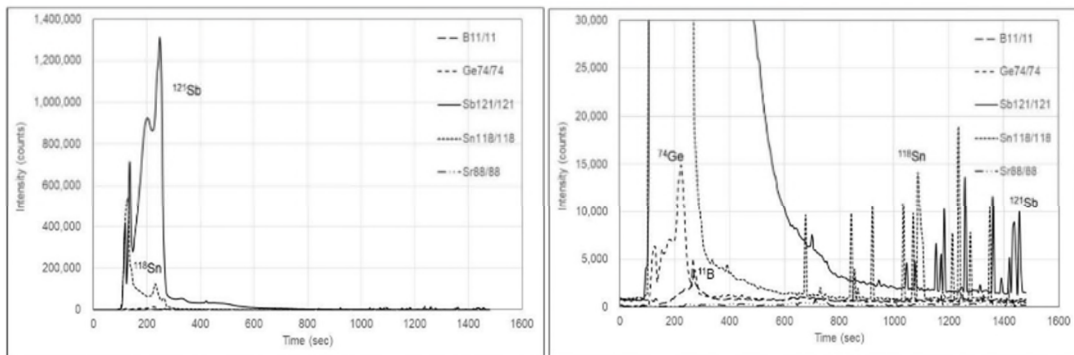 1,400,000
1,200,000
1,000,000
800,000
600,000
400,000
200,000
0
Intensity (counts)
0 200 400 600 800 1000 1200 1400 1600
Time (sec)
¹²¹Sb
¹¹⁸Sn
B11/11
Ge74/74
Sb121/121
Sn118/118
Sr88/88
30,000
25,000
20,000
15,000
10,000
5,000
0
Intensity (counts)
0 200 400 600 800 1000 1200 1400 1600
Time (sec)
⁷⁴Ge
¹¹B
¹¹⁸Sn
¹²¹Sb
B11/11
Ge74/74
Sb121/121
Sn118/118
Sr88/88